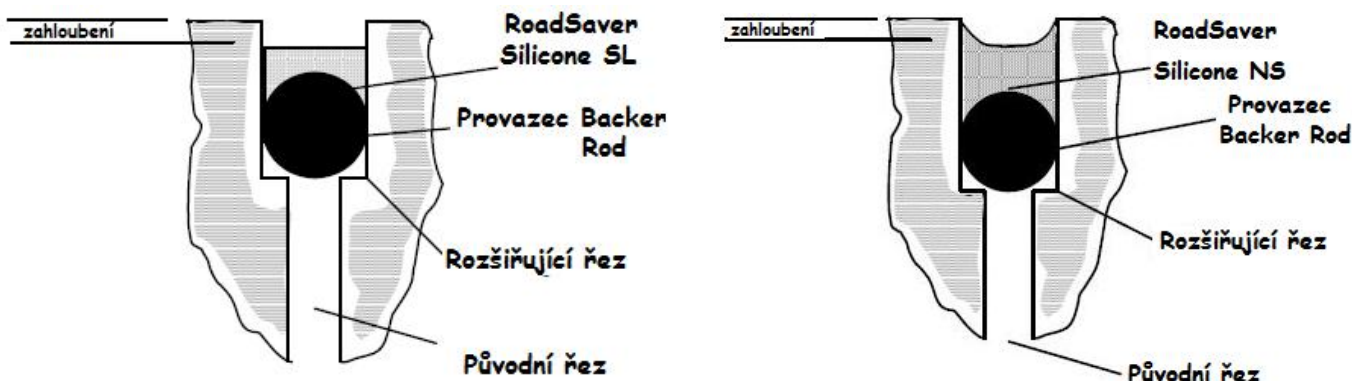 zahloubení
RoadSaver
Silicone SL
Provazec Backer
Rod
Rozšiřující řez
Původní řez
zahloubení
RoadSaver
Silicone NS
Provazec
Backer Rod
Rozšiřující řez
Původní řez